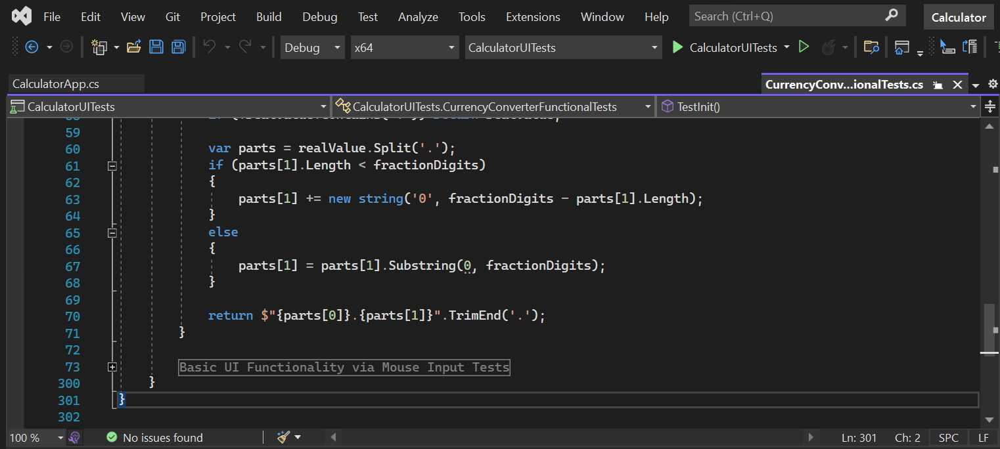 File Edit View Git Project Build Debug Test Analyze Tools Extensions Window Help Search (Ctrl+Q) Calculator
Debug x64 CalculatorUITests CalculatorUITests
CalculatorApp.cs CurrencyConv...ionalTests.cs
CalculatorUITests CalculatorUITests.CurrencyConverterFunctionalTests TestInit()
59
60 var parts = realValue.Split('.');
61 if (parts[1].Length < fractionDigits)
62 {
63 parts[1] += new string('0', fractionDigits - parts[1].Length);
64 }
65 else
66 {
67 parts[1] = parts[1].Substring(0, fractionDigits);
68 }
69
70 return $"{parts[0]}.{parts[1]}".TrimEnd('.');
71 }
72
73 Basic UI Functionality via Mouse Input Tests
300 }
301 }
302
100 % No issues found Ln: 301 Ch: 2 SPC LF